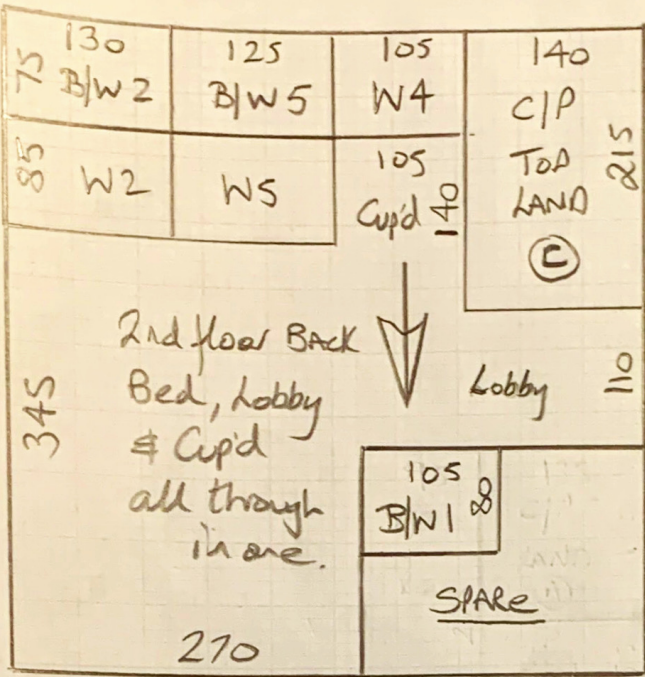 130
75
B/W 2
125
B/W 5
105
W4
140
C/P
TOP
LAND
C
215
85
W2
W5
105
Cup'd
140
2nd floor BACK
Bed, Lobby
& Cup'd
all through
in one.
345
Lobby
110
105
B/W1
80
SPARE
270